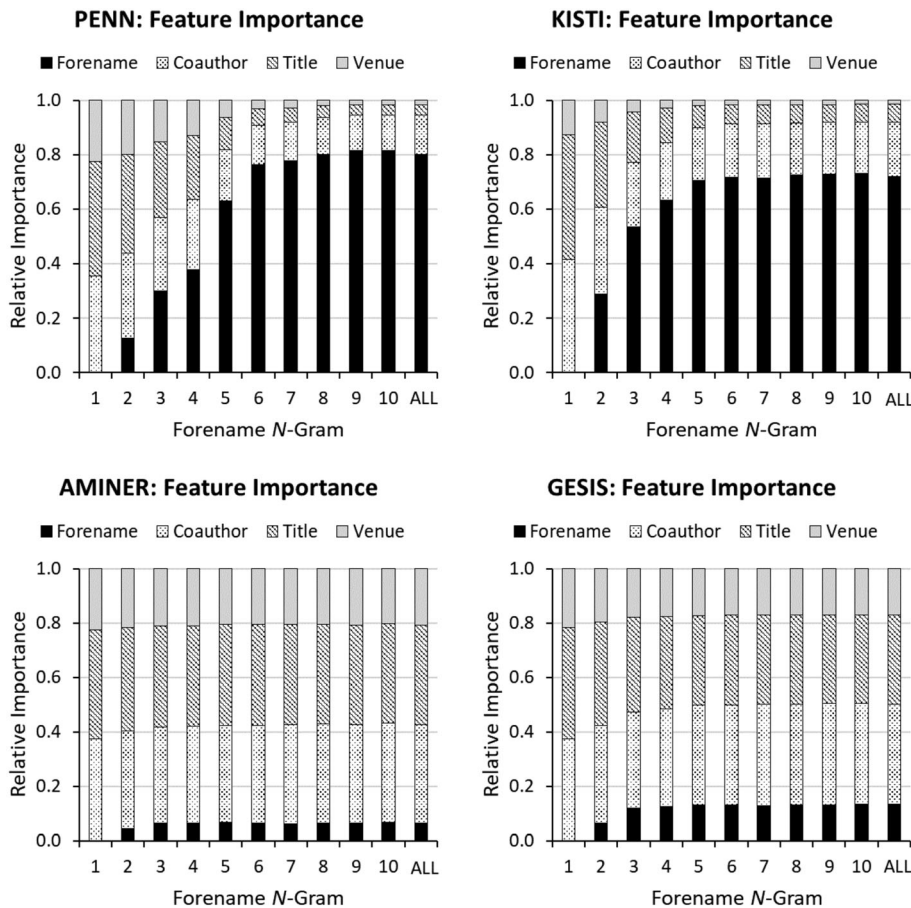 PENN: Feature Importance
Forename Coauthor Title Venue
1.0
0.8
0.6
0.4
0.2
0.0
Relative Importance
1 2 3 4 5 6 7 8 9 10 ALL
Forename N-Gram
KISTI: Feature Importance
Forename Coauthor Title Venue
1.0
0.8
0.6
0.4
0.2
0.0
Relative Importance
1 2 3 4 5 6 7 8 9 10 ALL
Forename N-Gram
AMINER: Feature Importance
Forename Coauthor Title Venue
1.0
0.8
0.6
0.4
0.2
0.0
Relative Importance
1 2 3 4 5 6 7 8 9 10 ALL
Forename N-Gram
GESIS: Feature Importance
Forename Coauthor Title Venue
1.0
0.8
0.6
0.4
0.2
0.0
Relative Importance
1 2 3 4 5 6 7 8 9 10 ALL
Forename N-Gram